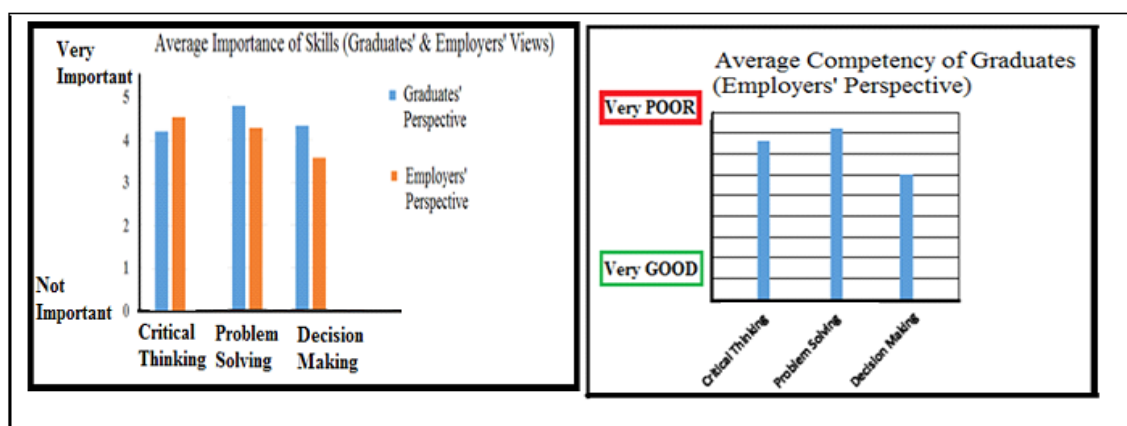 Average Importance of Skills (Graduates' & Employers' Views)
Very
Important
5
4
3
2
1
0
Not
Important
Graduates'
Perspective
Employers'
Perspective
Critical
Thinking
Problem
Solving
Decision
Making
Average Competency of Graduates
(Employers' Perspective)
Very POOR
Very GOOD
Critical Thinking
Problem Solving
Decision Making